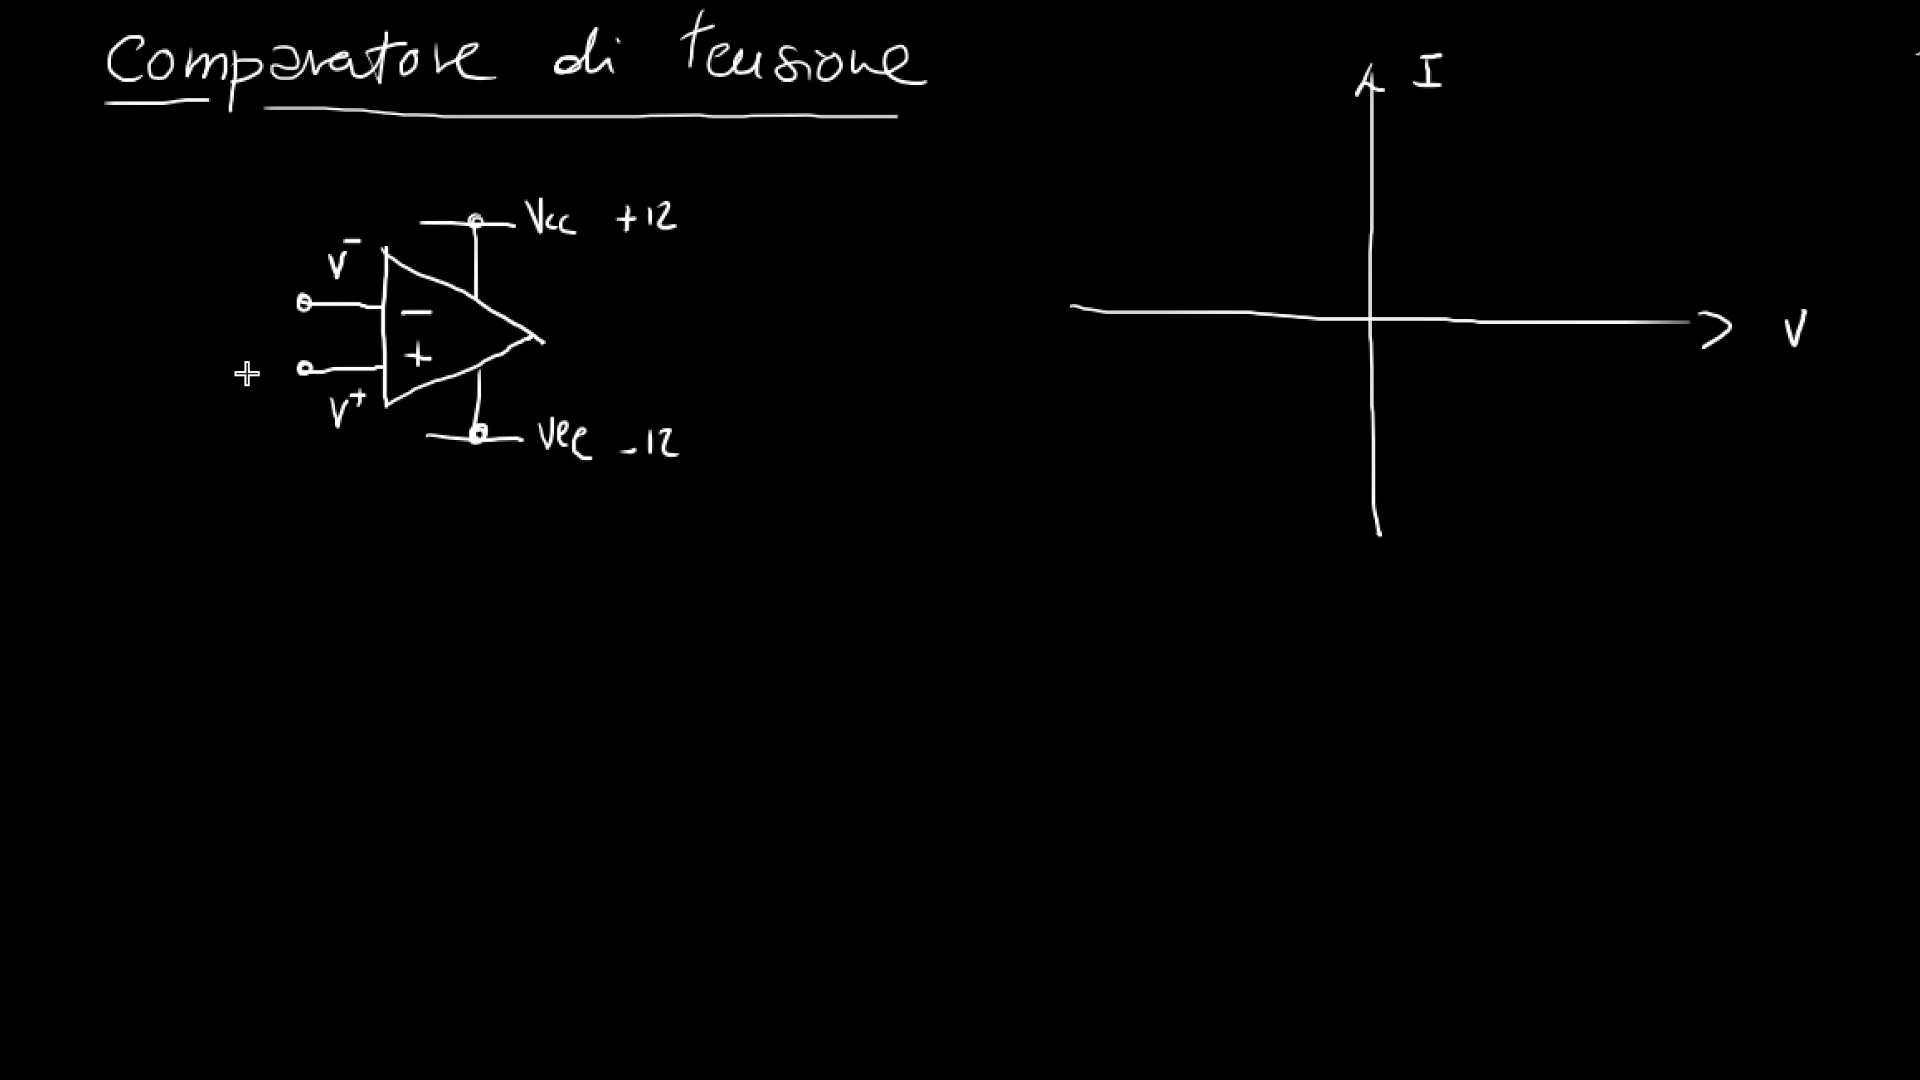 Comparatore di tensione
I
Vcc +12
V-
-
+
V+
Vee -12
V